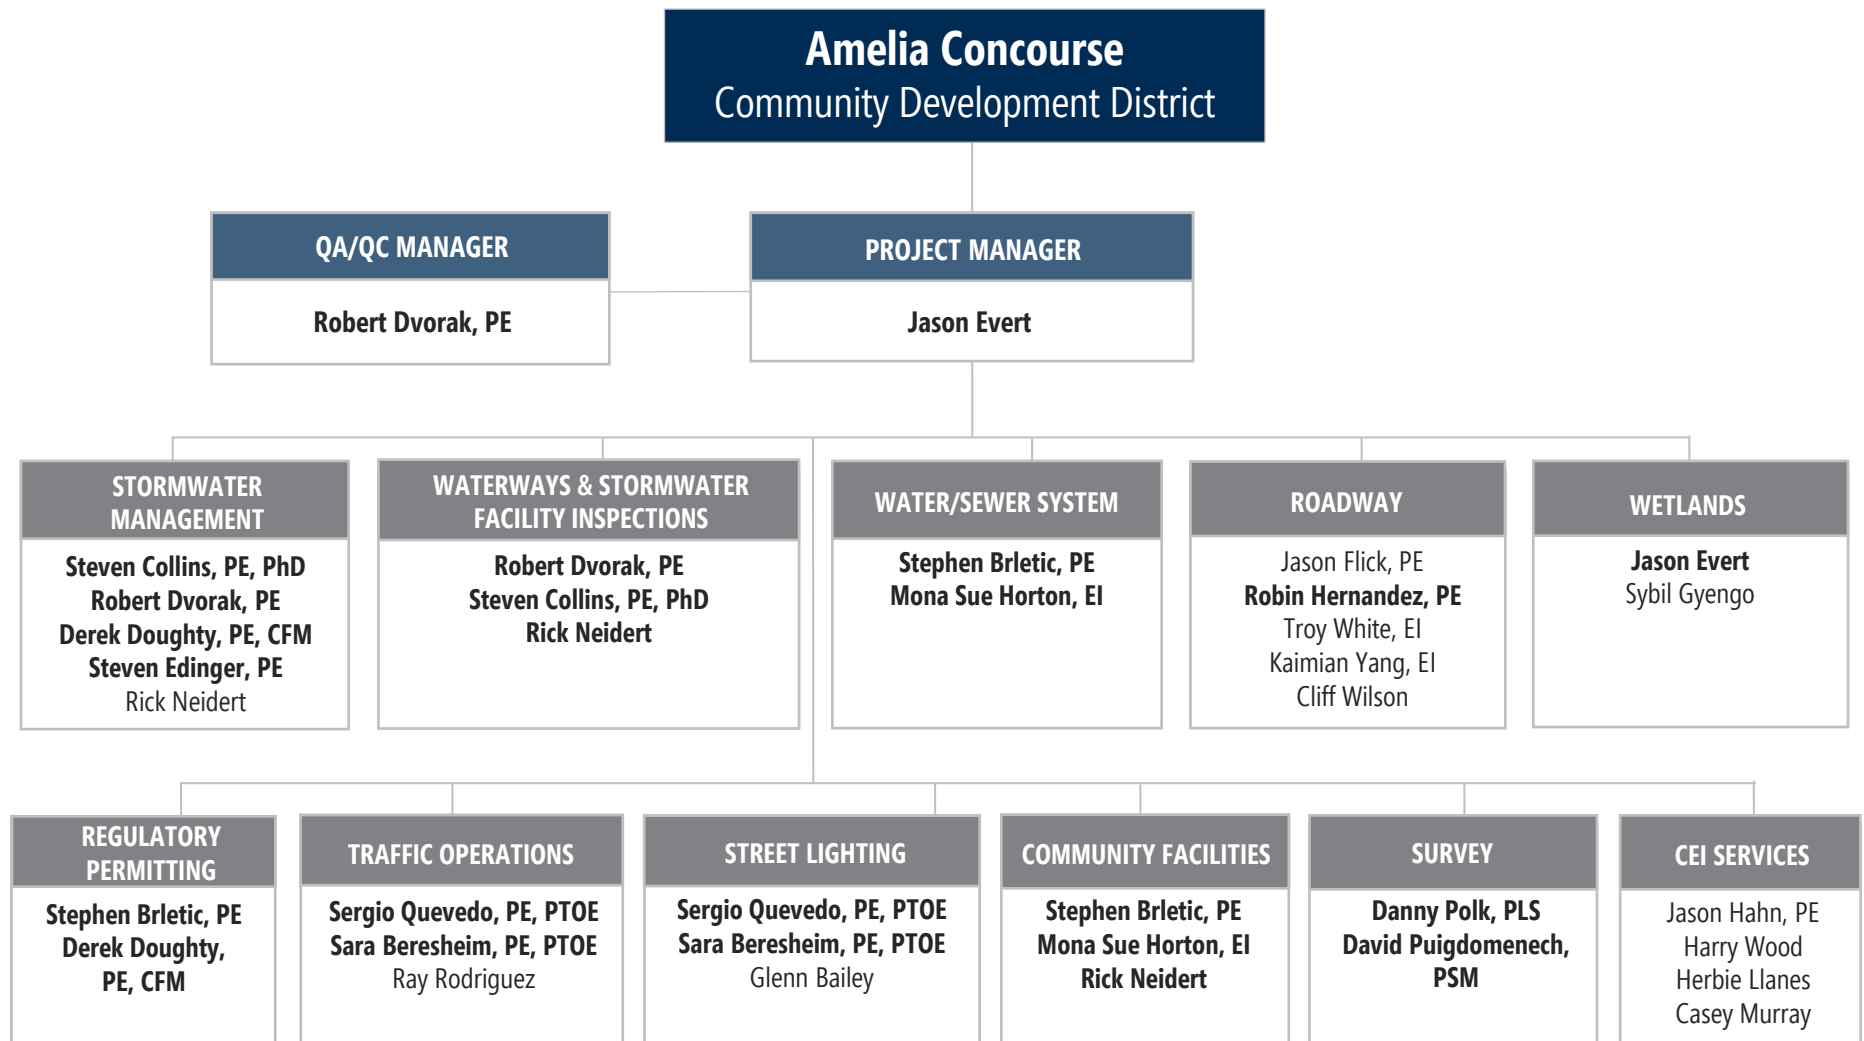 Amelia Concourse
Community Development District
QA/QC MANAGER
Robert Dvorak, PE
PROJECT MANAGER
Jason Evert
STORMWATER
MANAGEMENT
Steven Collins, PE, PhD
Robert Dvorak, PE
Derek Doughty, PE, CFM
Steven Edinger, PE
Rick Neidert
WATERWAYS & STORMWATER
FACILITY INSPECTIONS
Robert Dvorak, PE
Steven Collins, PE, PhD
Rick Neidert
WATER/SEWER SYSTEM
Stephen Brletic, PE
Mona Sue Horton, EI
ROADWAY
Jason Flick, PE
Robin Hernandez, PE
Troy White, EI
Kaimian Yang, EI
Cliff Wilson
WETLANDS
Jason Evert
Sybil Gyengo
REGULATORY
PERMITTING
Stephen Brletic, PE
Derek Doughty,
PE, CFM
TRAFFIC OPERATIONS
Sergio Quevedo, PE, PTOE
Sara Beresheim, PE, PTOE
Ray Rodriguez
STREET LIGHTING
Sergio Quevedo, PE, PTOE
Sara Beresheim, PE, PTOE
Glenn Bailey
COMMUNITY FACILITIES
Stephen Brletic, PE
Mona Sue Horton, EI
Rick Neidert
SURVEY
Danny Polk, PLS
David Puigdomenech,
PSM
CEI SERVICES
Jason Hahn, PE
Harry Wood
Herbie Llanes
Casey Murray